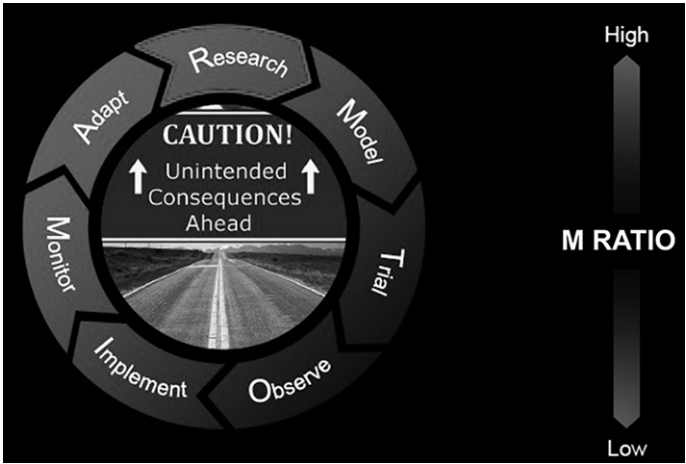 Research
Model
Trial
Observe
Implement
Monitor
Adapt
CAUTION!
Unintended
Consequences
Ahead
High
M RATIO
Low